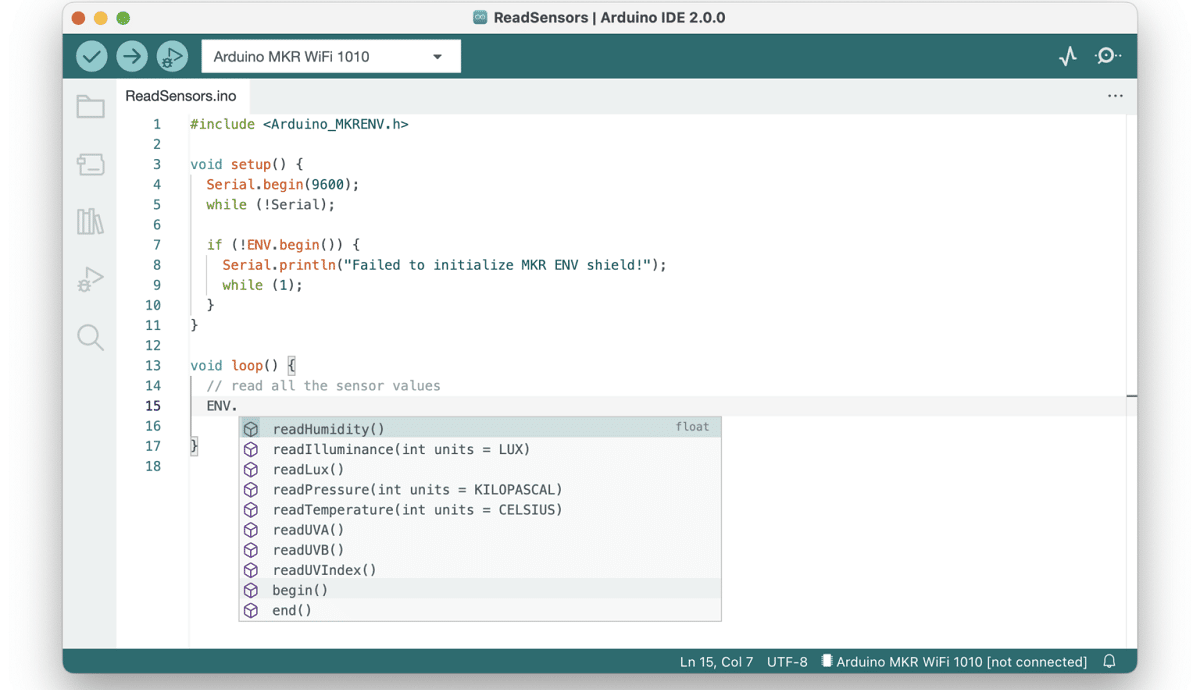 ReadSensors | Arduino IDE 2.0.0
Arduino MKR WiFi 1010
ReadSensors.ino
1 #include <Arduino_MKRENV.h>
2
3 void setup() {
4 Serial.begin(9600);
5 while (!Serial);
6
7 if (!ENV.begin()) {
8 Serial.println("Failed to initialize MKR ENV shield!");
9 while (1);
10 }
11 }
12
13 void loop() {
14 // read all the sensor values
15 ENV.
16
17 }
18
readHumidity() float
readIlluminance(int units = LUX)
readLux()
readPressure(int units = KILOPASCAL)
readTemperature(int units = CELSIUS)
readUVA()
readUVB()
readUVIndex()
begin()
end()
Ln 15, Col 7 UTF-8 Arduino MKR WiFi 1010 [not connected]